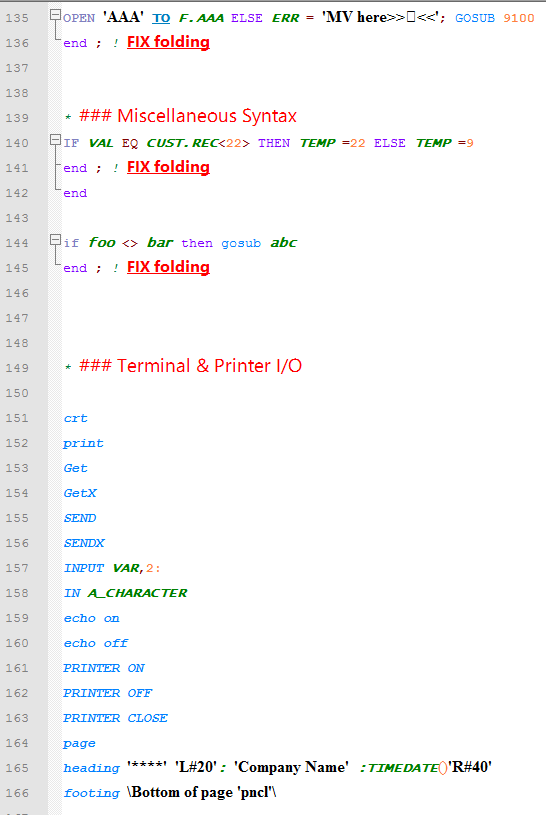 135 OPEN 'AAA' TO F.AAA ELSE ERR = 'MV here>>▯<<'; GOSUB 9100
136 end ; ! FIX folding
137
138
139 * ### Miscellaneous Syntax
140 IF VAL EQ CUST.REC<22> THEN TEMP =22 ELSE TEMP =9
141 end ; ! FIX folding
142 end
143
144 if foo <> bar then gosub abc
145 end ; ! FIX folding
146
147
148
149 * ### Terminal & Printer I/O
150
151 crt
152 print
153 Get
154 GetX
155 SEND
156 SENDX
157 INPUT VAR,2:
158 IN A_CHARACTER
159 echo on
160 echo off
161 PRINTER ON
162 PRINTER OFF
163 PRINTER CLOSE
164 page
165 heading '****' 'L#20': 'Company Name' :TIMEDATE()'R#40'
166 footing \Bottom of page 'pncl'\